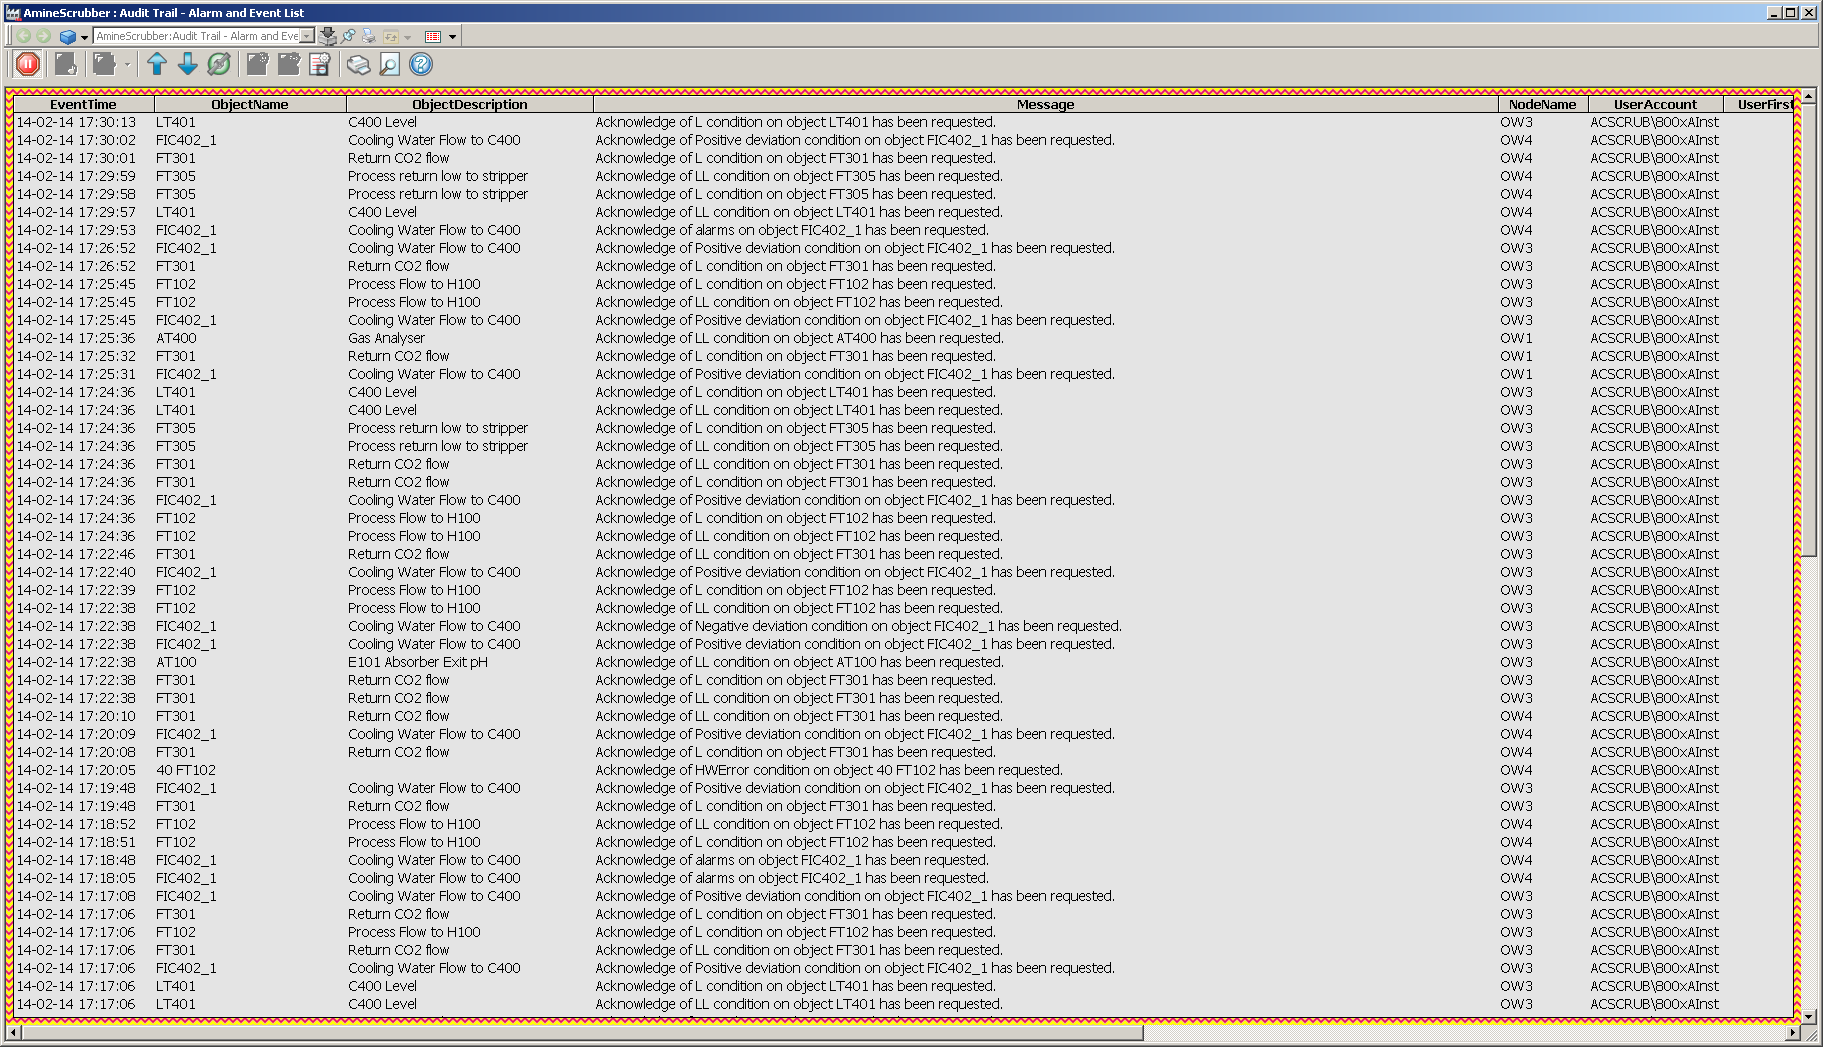 AmineScrubber : Audit Trail - Alarm and Event List
AmineScrubber:Audit Trail - Alarm and Eve
EventTime ObjectName ObjectDescription Message NodeName UserAccount UserFirst
14-02-14 17:30:13 LT401 C400 Level Acknowledge of L condition on object LT401 has been requested. OW3 ACSCRUB\800xAInst
14-02-14 17:30:02 FIC402_1 Cooling Water Flow to C400 Acknowledge of Positive deviation condition on object FIC402_1 has been requested. OW4 ACSCRUB\800xAInst
14-02-14 17:30:01 FT301 Return CO2 flow Acknowledge of L condition on object FT301 has been requested. OW4 ACSCRUB\800xAInst
14-02-14 17:29:59 FT305 Process return low to stripper Acknowledge of LL condition on object FT305 has been requested. OW4 ACSCRUB\800xAInst
14-02-14 17:29:58 FT305 Process return low to stripper Acknowledge of L condition on object FT305 has been requested. OW4 ACSCRUB\800xAInst
14-02-14 17:29:57 LT401 C400 Level Acknowledge of LL condition on object LT401 has been requested. OW4 ACSCRUB\800xAInst
14-02-14 17:29:53 FIC402_1 Cooling Water Flow to C400 Acknowledge of alarms on object FIC402_1 has been requested. OW4 ACSCRUB\800xAInst
14-02-14 17:26:52 FIC402_1 Cooling Water Flow to C400 Acknowledge of Positive deviation condition on object FIC402_1 has been requested. OW3 ACSCRUB\800xAInst
14-02-14 17:26:52 FT301 Return CO2 flow Acknowledge of L condition on object FT301 has been requested. OW3 ACSCRUB\800xAInst
14-02-14 17:25:45 FT102 Process Flow to H100 Acknowledge of L condition on object FT102 has been requested. OW3 ACSCRUB\800xAInst
14-02-14 17:25:45 FT102 Process Flow to H100 Acknowledge of LL condition on object FT102 has been requested. OW3 ACSCRUB\800xAInst
14-02-14 17:25:45 FIC402_1 Cooling Water Flow to C400 Acknowledge of Positive deviation condition on object FIC402_1 has been requested. OW3 ACSCRUB\800xAInst
14-02-14 17:25:36 AT400 Gas Analyser Acknowledge of LL condition on object AT400 has been requested. OW1 ACSCRUB\800xAInst
14-02-14 17:25:32 FT301 Return CO2 flow Acknowledge of L condition on object FT301 has been requested. OW1 ACSCRUB\800xAInst
14-02-14 17:25:31 FIC402_1 Cooling Water Flow to C400 Acknowledge of Positive deviation condition on object FIC402_1 has been requested. OW1 ACSCRUB\800xAInst
14-02-14 17:24:36 LT401 C400 Level Acknowledge of L condition on object LT401 has been requested. OW3 ACSCRUB\800xAInst
14-02-14 17:24:36 LT401 C400 Level Acknowledge of LL condition on object LT401 has been requested. OW3 ACSCRUB\800xAInst
14-02-14 17:24:36 FT305 Process return low to stripper Acknowledge of L condition on object FT305 has been requested. OW3 ACSCRUB\800xAInst
14-02-14 17:24:36 FT305 Process return low to stripper Acknowledge of LL condition on object FT305 has been requested. OW3 ACSCRUB\800xAInst
14-02-14 17:24:36 FT301 Return CO2 flow Acknowledge of LL condition on object FT301 has been requested. OW3 ACSCRUB\800xAInst
14-02-14 17:24:36 FT301 Return CO2 flow Acknowledge of L condition on object FT301 has been requested. OW3 ACSCRUB\800xAInst
14-02-14 17:24:36 FIC402_1 Cooling Water Flow to C400 Acknowledge of Positive deviation condition on object FIC402_1 has been requested. OW3 ACSCRUB\800xAInst
14-02-14 17:24:36 FT102 Process Flow to H100 Acknowledge of L condition on object FT102 has been requested. OW3 ACSCRUB\800xAInst
14-02-14 17:24:36 FT102 Process Flow to H100 Acknowledge of LL condition on object FT102 has been requested. OW3 ACSCRUB\800xAInst
14-02-14 17:22:46 FT301 Return CO2 flow Acknowledge of LL condition on object FT301 has been requested. OW3 ACSCRUB\800xAInst
14-02-14 17:22:40 FIC402_1 Cooling Water Flow to C400 Acknowledge of Positive deviation condition on object FIC402_1 has been requested. OW3 ACSCRUB\800xAInst
14-02-14 17:22:39 FT102 Process Flow to H100 Acknowledge of L condition on object FT102 has been requested. OW3 ACSCRUB\800xAInst
14-02-14 17:22:38 FT102 Process Flow to H100 Acknowledge of LL condition on object FT102 has been requested. OW3 ACSCRUB\800xAInst
14-02-14 17:22:38 FIC402_1 Cooling Water Flow to C400 Acknowledge of Negative deviation condition on object FIC402_1 has been requested. OW3 ACSCRUB\800xAInst
14-02-14 17:22:38 FIC402_1 Cooling Water Flow to C400 Acknowledge of Positive deviation condition on object FIC402_1 has been requested. OW3 ACSCRUB\800xAInst
14-02-14 17:22:38 AT100 E101 Absorber Exit pH Acknowledge of LL condition on object AT100 has been requested. OW3 ACSCRUB\800xAInst
14-02-14 17:22:38 FT301 Return CO2 flow Acknowledge of L condition on object FT301 has been requested. OW3 ACSCRUB\800xAInst
14-02-14 17:22:38 FT301 Return CO2 flow Acknowledge of LL condition on object FT301 has been requested. OW3 ACSCRUB\800xAInst
14-02-14 17:20:10 FT301 Return CO2 flow Acknowledge of LL condition on object FT301 has been requested. OW4 ACSCRUB\800xAInst
14-02-14 17:20:09 FIC402_1 Cooling Water Flow to C400 Acknowledge of Positive deviation condition on object FIC402_1 has been requested. OW4 ACSCRUB\800xAInst
14-02-14 17:20:08 FT301 Return CO2 flow Acknowledge of L condition on object FT301 has been requested. OW4 ACSCRUB\800xAInst
14-02-14 17:20:05 40 FT102 Acknowledge of HWError condition on object 40 FT102 has been requested. OW4 ACSCRUB\800xAInst
14-02-14 17:19:48 FIC402_1 Cooling Water Flow to C400 Acknowledge of Positive deviation condition on object FIC402_1 has been requested. OW3 ACSCRUB\800xAInst
14-02-14 17:19:48 FT301 Return CO2 flow Acknowledge of L condition on object FT301 has been requested. OW3 ACSCRUB\800xAInst
14-02-14 17:18:52 FT102 Process Flow to H100 Acknowledge of LL condition on object FT102 has been requested. OW4 ACSCRUB\800xAInst
14-02-14 17:18:51 FT102 Process Flow to H100 Acknowledge of L condition on object FT102 has been requested. OW4 ACSCRUB\800xAInst
14-02-14 17:18:48 FIC402_1 Cooling Water Flow to C400 Acknowledge of alarms on object FIC402_1 has been requested. OW4 ACSCRUB\800xAInst
14-02-14 17:18:05 FIC402_1 Cooling Water Flow to C400 Acknowledge of alarms on object FIC402_1 has been requested. OW4 ACSCRUB\800xAInst
14-02-14 17:17:08 FIC402_1 Cooling Water Flow to C400 Acknowledge of Positive deviation condition on object FIC402_1 has been requested. OW3 ACSCRUB\800xAInst
14-02-14 17:17:06 FT301 Return CO2 flow Acknowledge of L condition on object FT301 has been requested. OW3 ACSCRUB\800xAInst
14-02-14 17:17:06 FT102 Process Flow to H100 Acknowledge of L condition on object FT102 has been requested. OW3 ACSCRUB\800xAInst
14-02-14 17:17:06 FT301 Return CO2 flow Acknowledge of LL condition on object FT301 has been requested. OW3 ACSCRUB\800xAInst
14-02-14 17:17:06 FIC402_1 Cooling Water Flow to C400 Acknowledge of Positive deviation condition on object FIC402_1 has been requested. OW3 ACSCRUB\800xAInst
14-02-14 17:17:06 LT401 C400 Level Acknowledge of L condition on object LT401 has been requested. OW3 ACSCRUB\800xAInst
14-02-14 17:17:06 LT401 C400 Level Acknowledge of LL condition on object LT401 has been requested. OW3 ACSCRUB\800xAInst